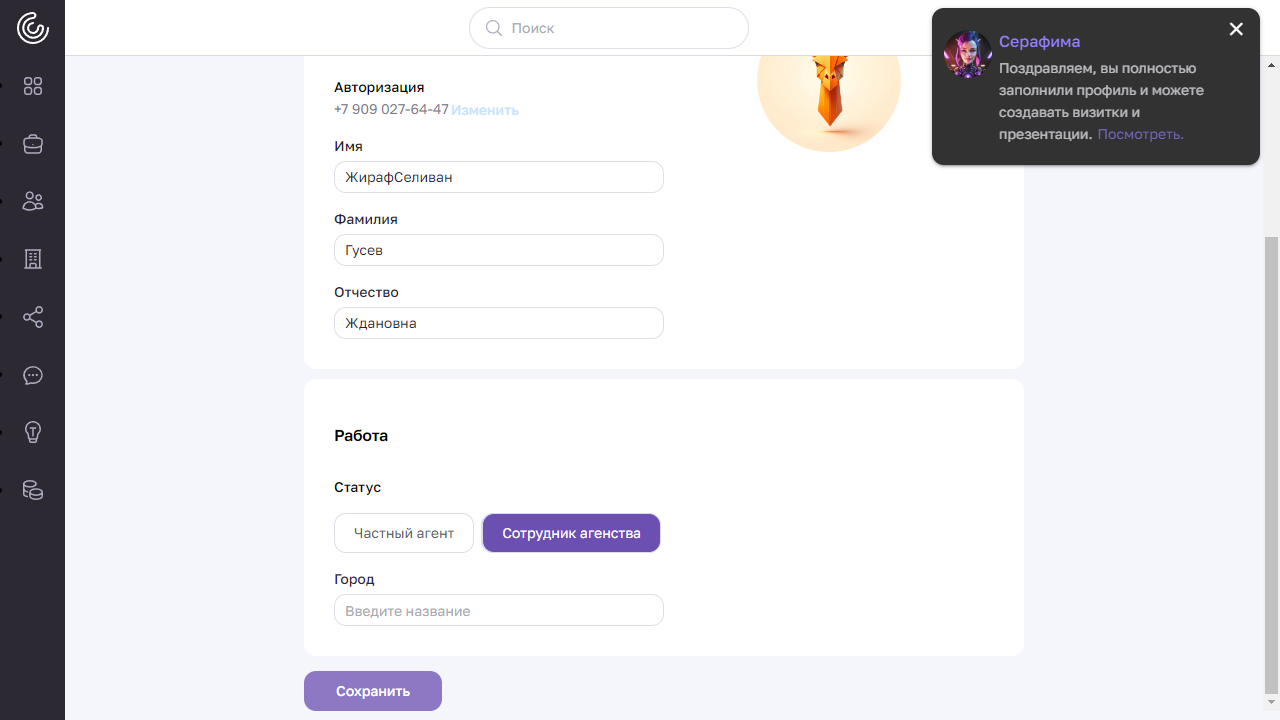 Поиск
Серафима
Поздравляем, вы полностью
заполнили профиль и можете
создавать визитки и
презентации. Посмотреть.
Авторизация
+7 909 027-64-47 Изменить
Имя
ЖирафСеливан
Фамилия
Гусев
Отчество
Ждановна
Работа
Статус
Частный агент
Сотрудник агенства
Город
Введите название
Сохранить